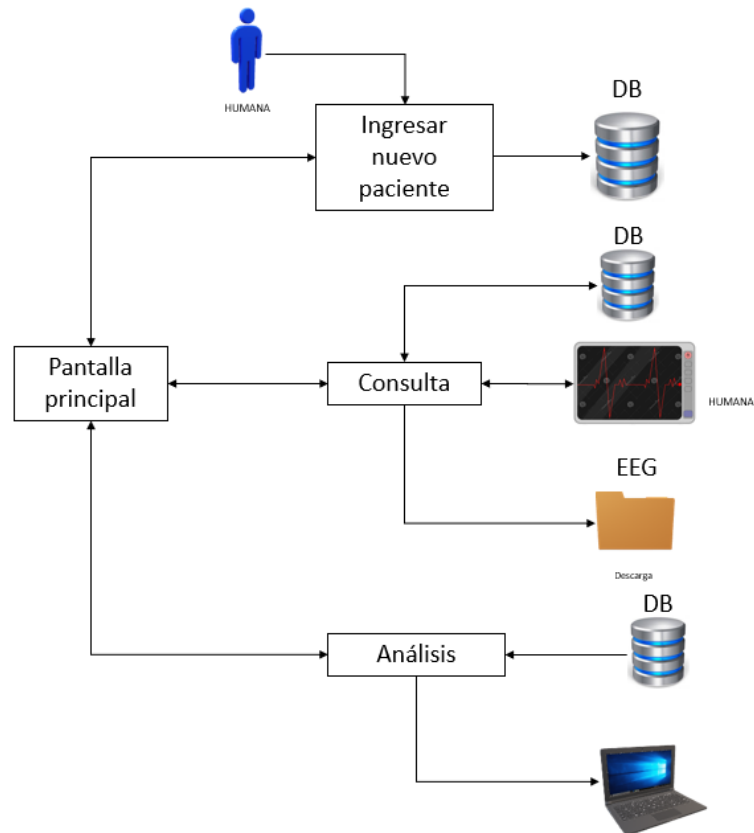 HUMANA
DB
Ingresar
nuevo
paciente
DB
Pantalla
principal
Consulta
HUMANA
EEG
Descarga
DB
Análisis